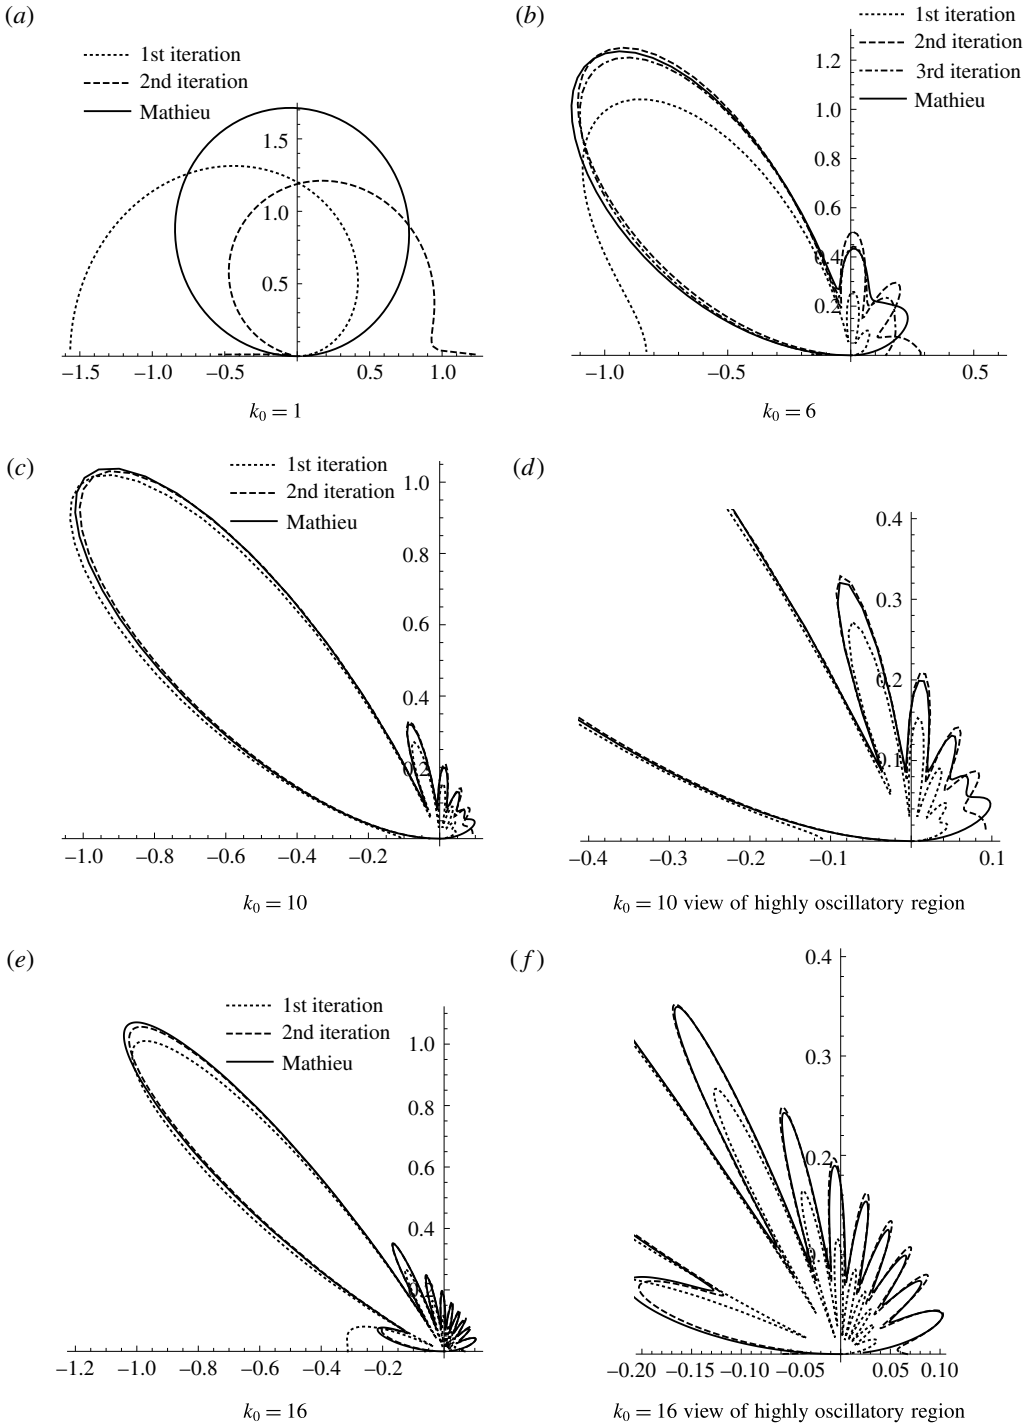 (a)
1st iteration
2nd iteration
Mathieu
1.5
1.0
0.5
−1.5 −1.0 −0.5 0.5 1.0
k0 = 1
(b)
1st iteration
2nd iteration
3rd iteration
Mathieu
1.2
1.0
0.8
0.6
0.4
0.2
−1.0 −0.5 0.5
k0 = 6
(c)
1st iteration
2nd iteration
Mathieu
1.0
0.8
0.6
0.4
0.2
−1.0 −0.8 −0.6 −0.4 −0.2
k0 = 10
(d)
0.4
0.3
0.2
0.1
−0.4 −0.3 −0.2 −0.1 0.1
k0 = 10 view of highly oscillatory region
(e)
1st iteration
2nd iteration
Mathieu
1.0
0.8
0.6
0.4
−1.2 −1.0 −0.8 −0.6 −0.4 −0.2
k0 = 16
(f)
0.4
0.3
0.2
−0.20 −0.15 −0.10 −0.05 0.05 0.10
k0 = 16 view of highly oscillatory region